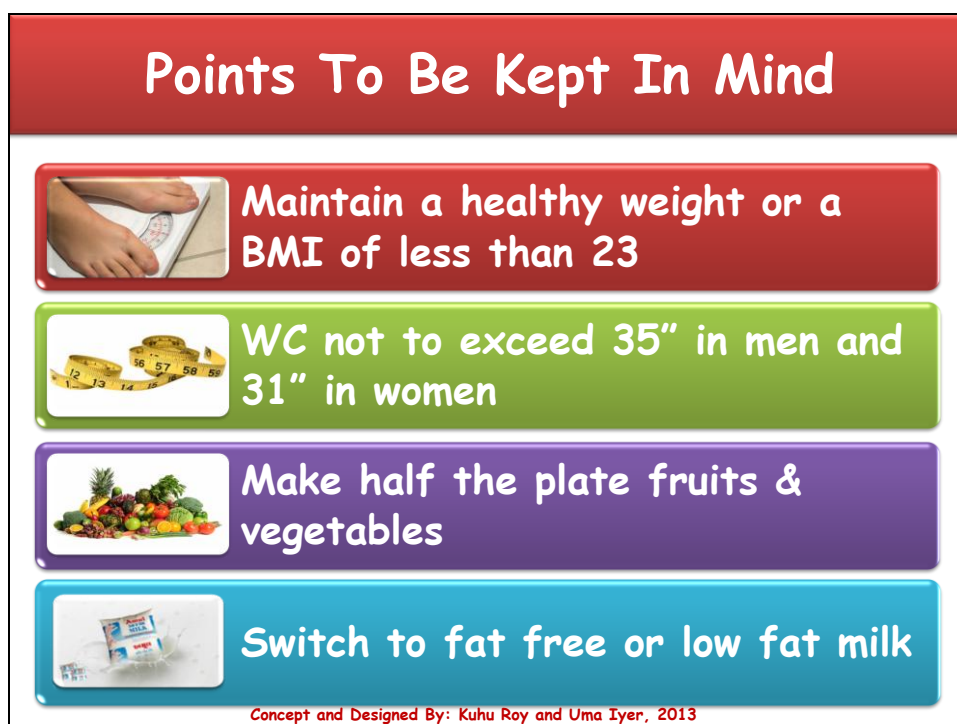 Points To Be Kept In Mind
Maintain a healthy weight or a
BMI of less than 23
WC not to exceed 35” in men and
31” in women
Make half the plate fruits &
vegetables
Switch to fat free or low fat milk
Concept and Designed By: Kuhu Roy and Uma Iyer, 2013